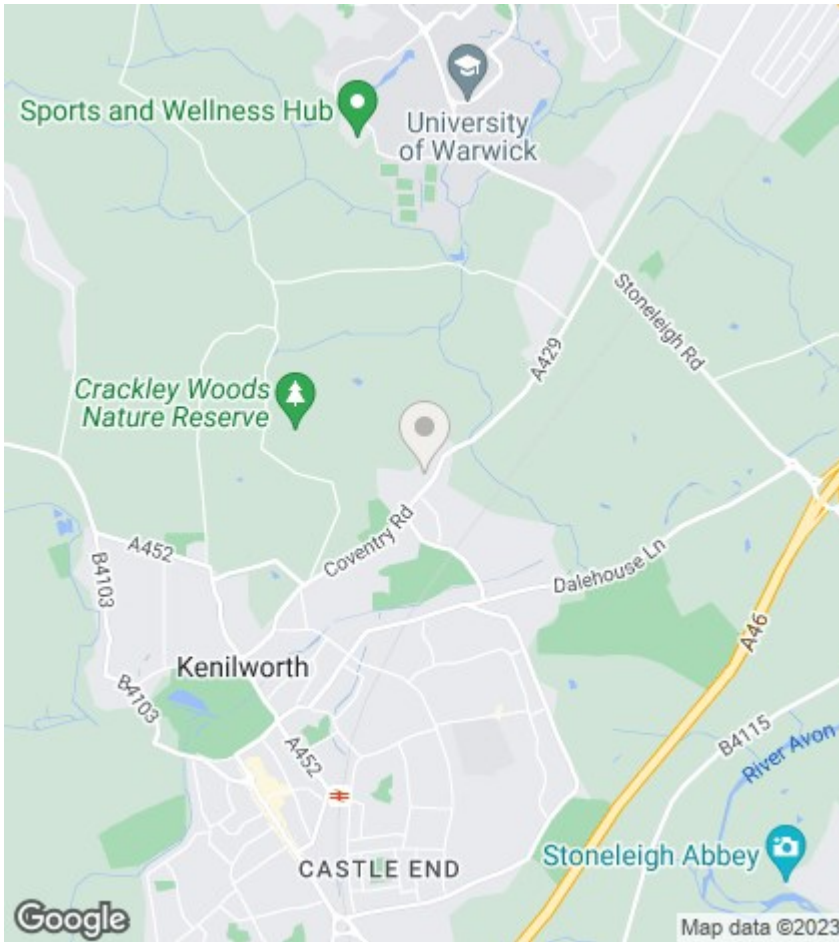 Sports and Wellness Hub
University
of Warwick
Stoneleigh Rd
A429
Crackley Woods
Nature Reserve
Coventry Rd
A452
B4103
Dalehouse Ln
A46
Kenilworth
B4103
B4115
River Avon
A452
Stoneleigh Abbey
CASTLE END
Google
Map data ©2023